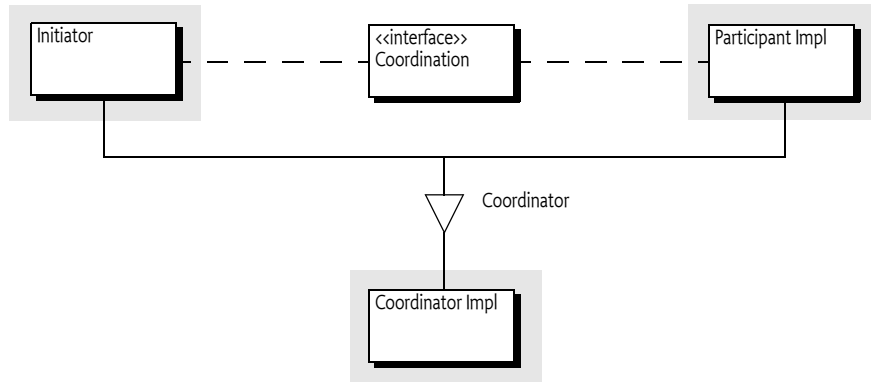 Initiator
<<interface>>
Coordination
Participant Impl
Coordinator
Coordinator Impl